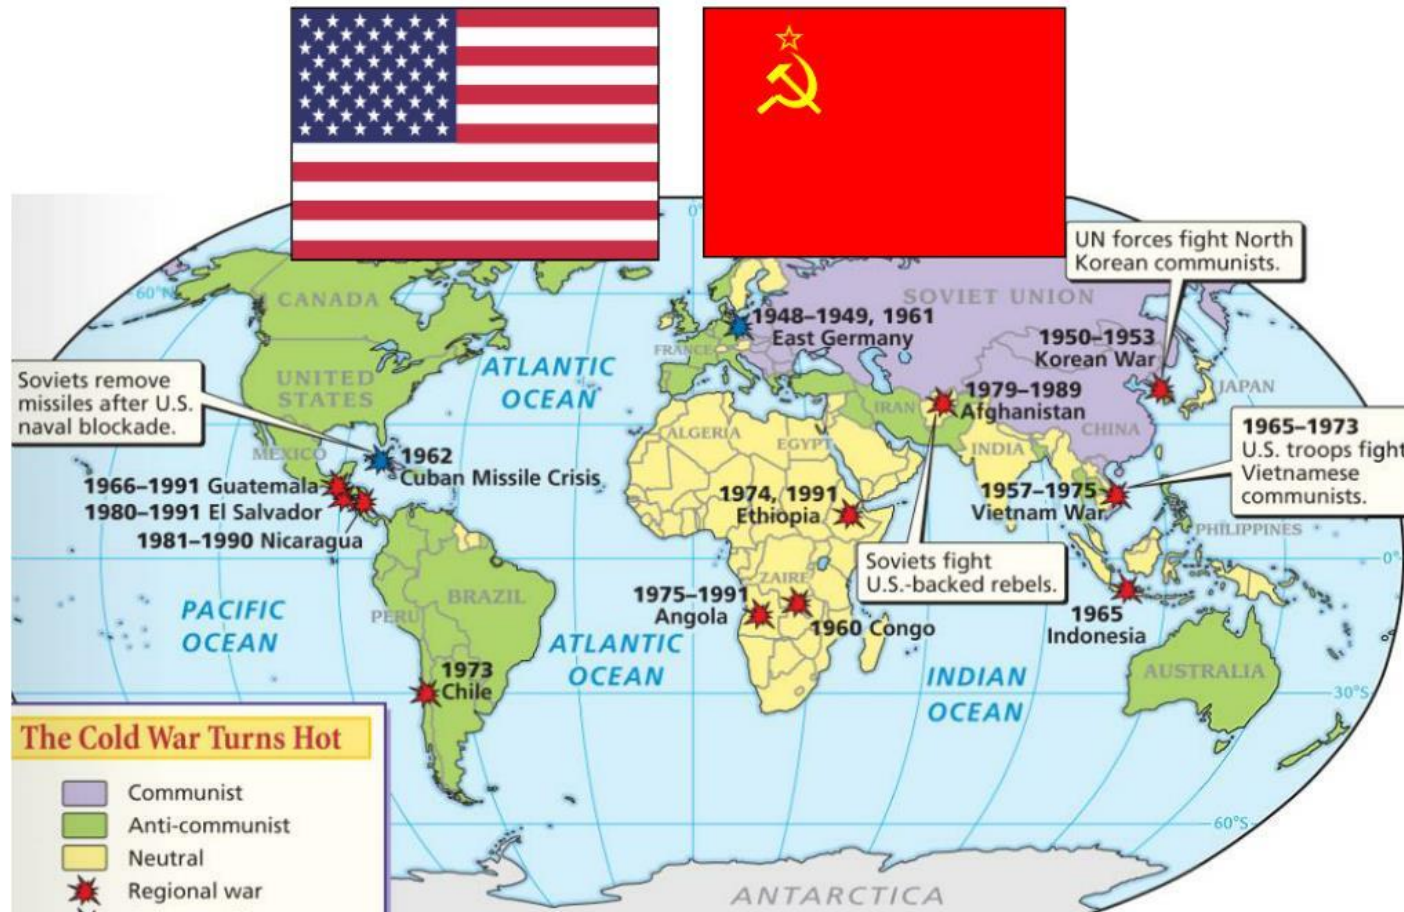 0°
UN forces fight North
Korean communists.
60°N
CANADA
SOVIET UNION
1948–1949, 1961
East Germany
1950–1953
Korean War
FRANCE
ATLANTIC
OCEAN
Soviets remove
missiles after U.S.
naval blockade.
UNITED
STATES
JAPAN
IRAN
1979–1989
Afghanistan
CHINA
1965–1973
U.S. troops fight
Vietnamese
communists.
ALGERIA
EGYPT
INDIA
MEXICO
1962
Cuban Missile Crisis
1966–1991 Guatemala
1980–1991 El Salvador
1981–1990 Nicaragua
1974, 1991
Ethiopia
1957–1975
Vietnam War
PHILIPPINES
Soviets fight
U.S.-backed rebels.
0°
ZAIRE
BRAZIL
PERU
PACIFIC
OCEAN
1975–1991
Angola
1960 Congo
1965
Indonesia
ATLANTIC
OCEAN
INDIAN
OCEAN
AUSTRALIA
1973
Chile
30°S
The Cold War Turns Hot
Communist
Anti-communist
Neutral
Regional war
60°S
ANTARCTICA